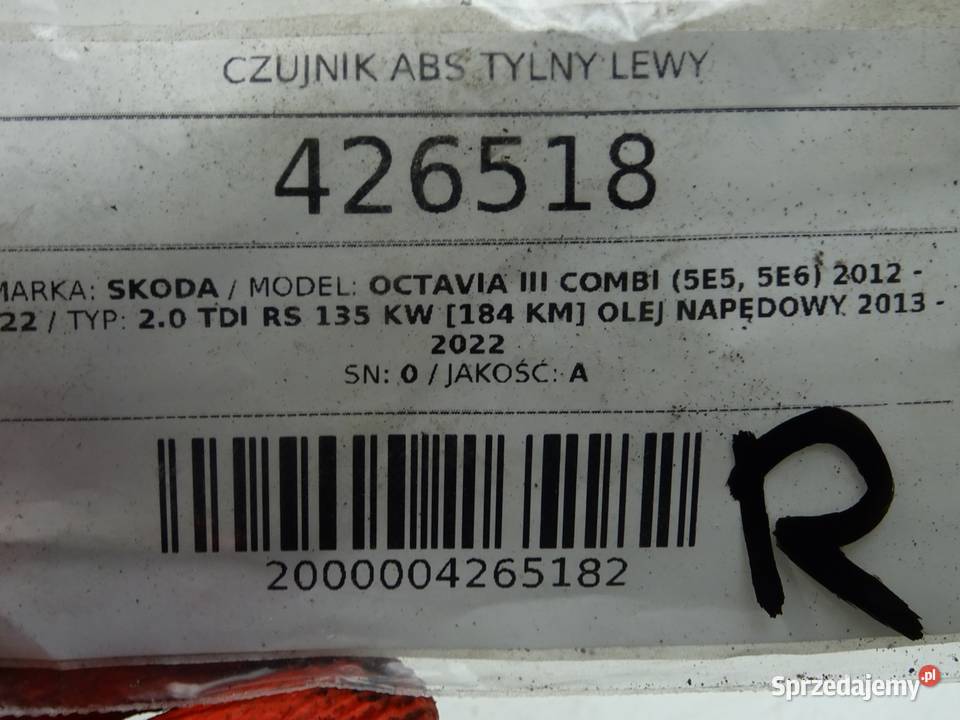 CZUJNIK ABS TYLNY LEWY
426518
MARKA: SKODA / MODEL: OCTAVIA III COMBI (5E5, 5E6) 2012 -
22 / TYP: 2.0 TDI RS 135 KW [184 KM] OLEJ NAPĘDOWY 2013 -
2022
SN: 0 / JAKOŚĆ: A
R
2000004265182
Sprzedajemy.pl